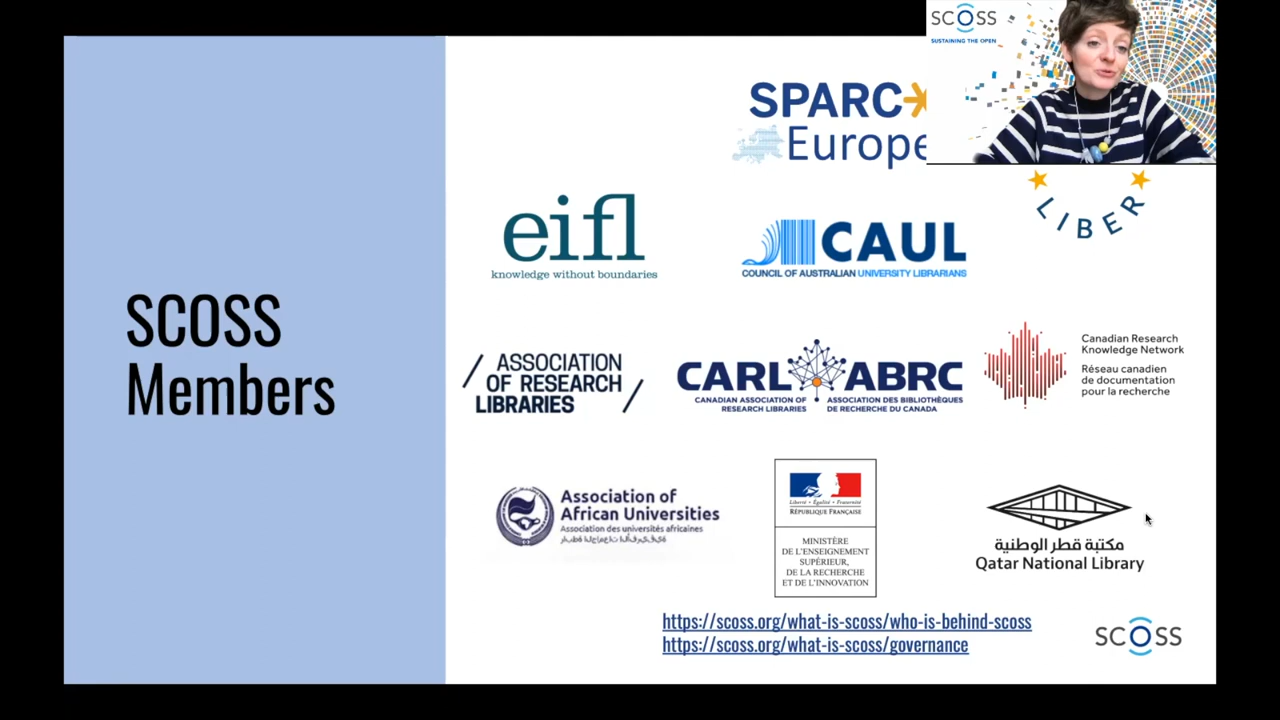 SCOSS
SUSTAINING THE OPEN
SPARC
Europe
LIBER
eifl
knowledge without boundaries
CAUL
COUNCIL OF AUSTRALIAN UNIVERSITY LIBRARIANS
SCOSS
Members
ASSOCIATION
OF RESEARCH
LIBRARIES
CARL ABRC
CANADIAN ASSOCIATION OF
RESEARCH LIBRARIES
ASSOCIATION DES BIBLIOTHÈQUES
DE RECHERCHE DU CANADA
Canadian Research
Knowledge Network
Réseau canadien
de documentation
pour la recherche
Association of
African Universities
Association des universités africaines
رابطة الجامعات الأفريقية
Liberté • Égalité • Fraternité
RÉPUBLIQUE FRANÇAISE
MINISTÈRE
DE L'ENSEIGNEMENT
SUPÉRIEUR,
DE LA RECHERCHE
ET DE L'INNOVATION
مكتبة قطر الوطنية
Qatar National Library
https://scoss.org/what-is-scoss/who-is-behind-scoss
https://scoss.org/what-is-scoss/governance
SCOSS